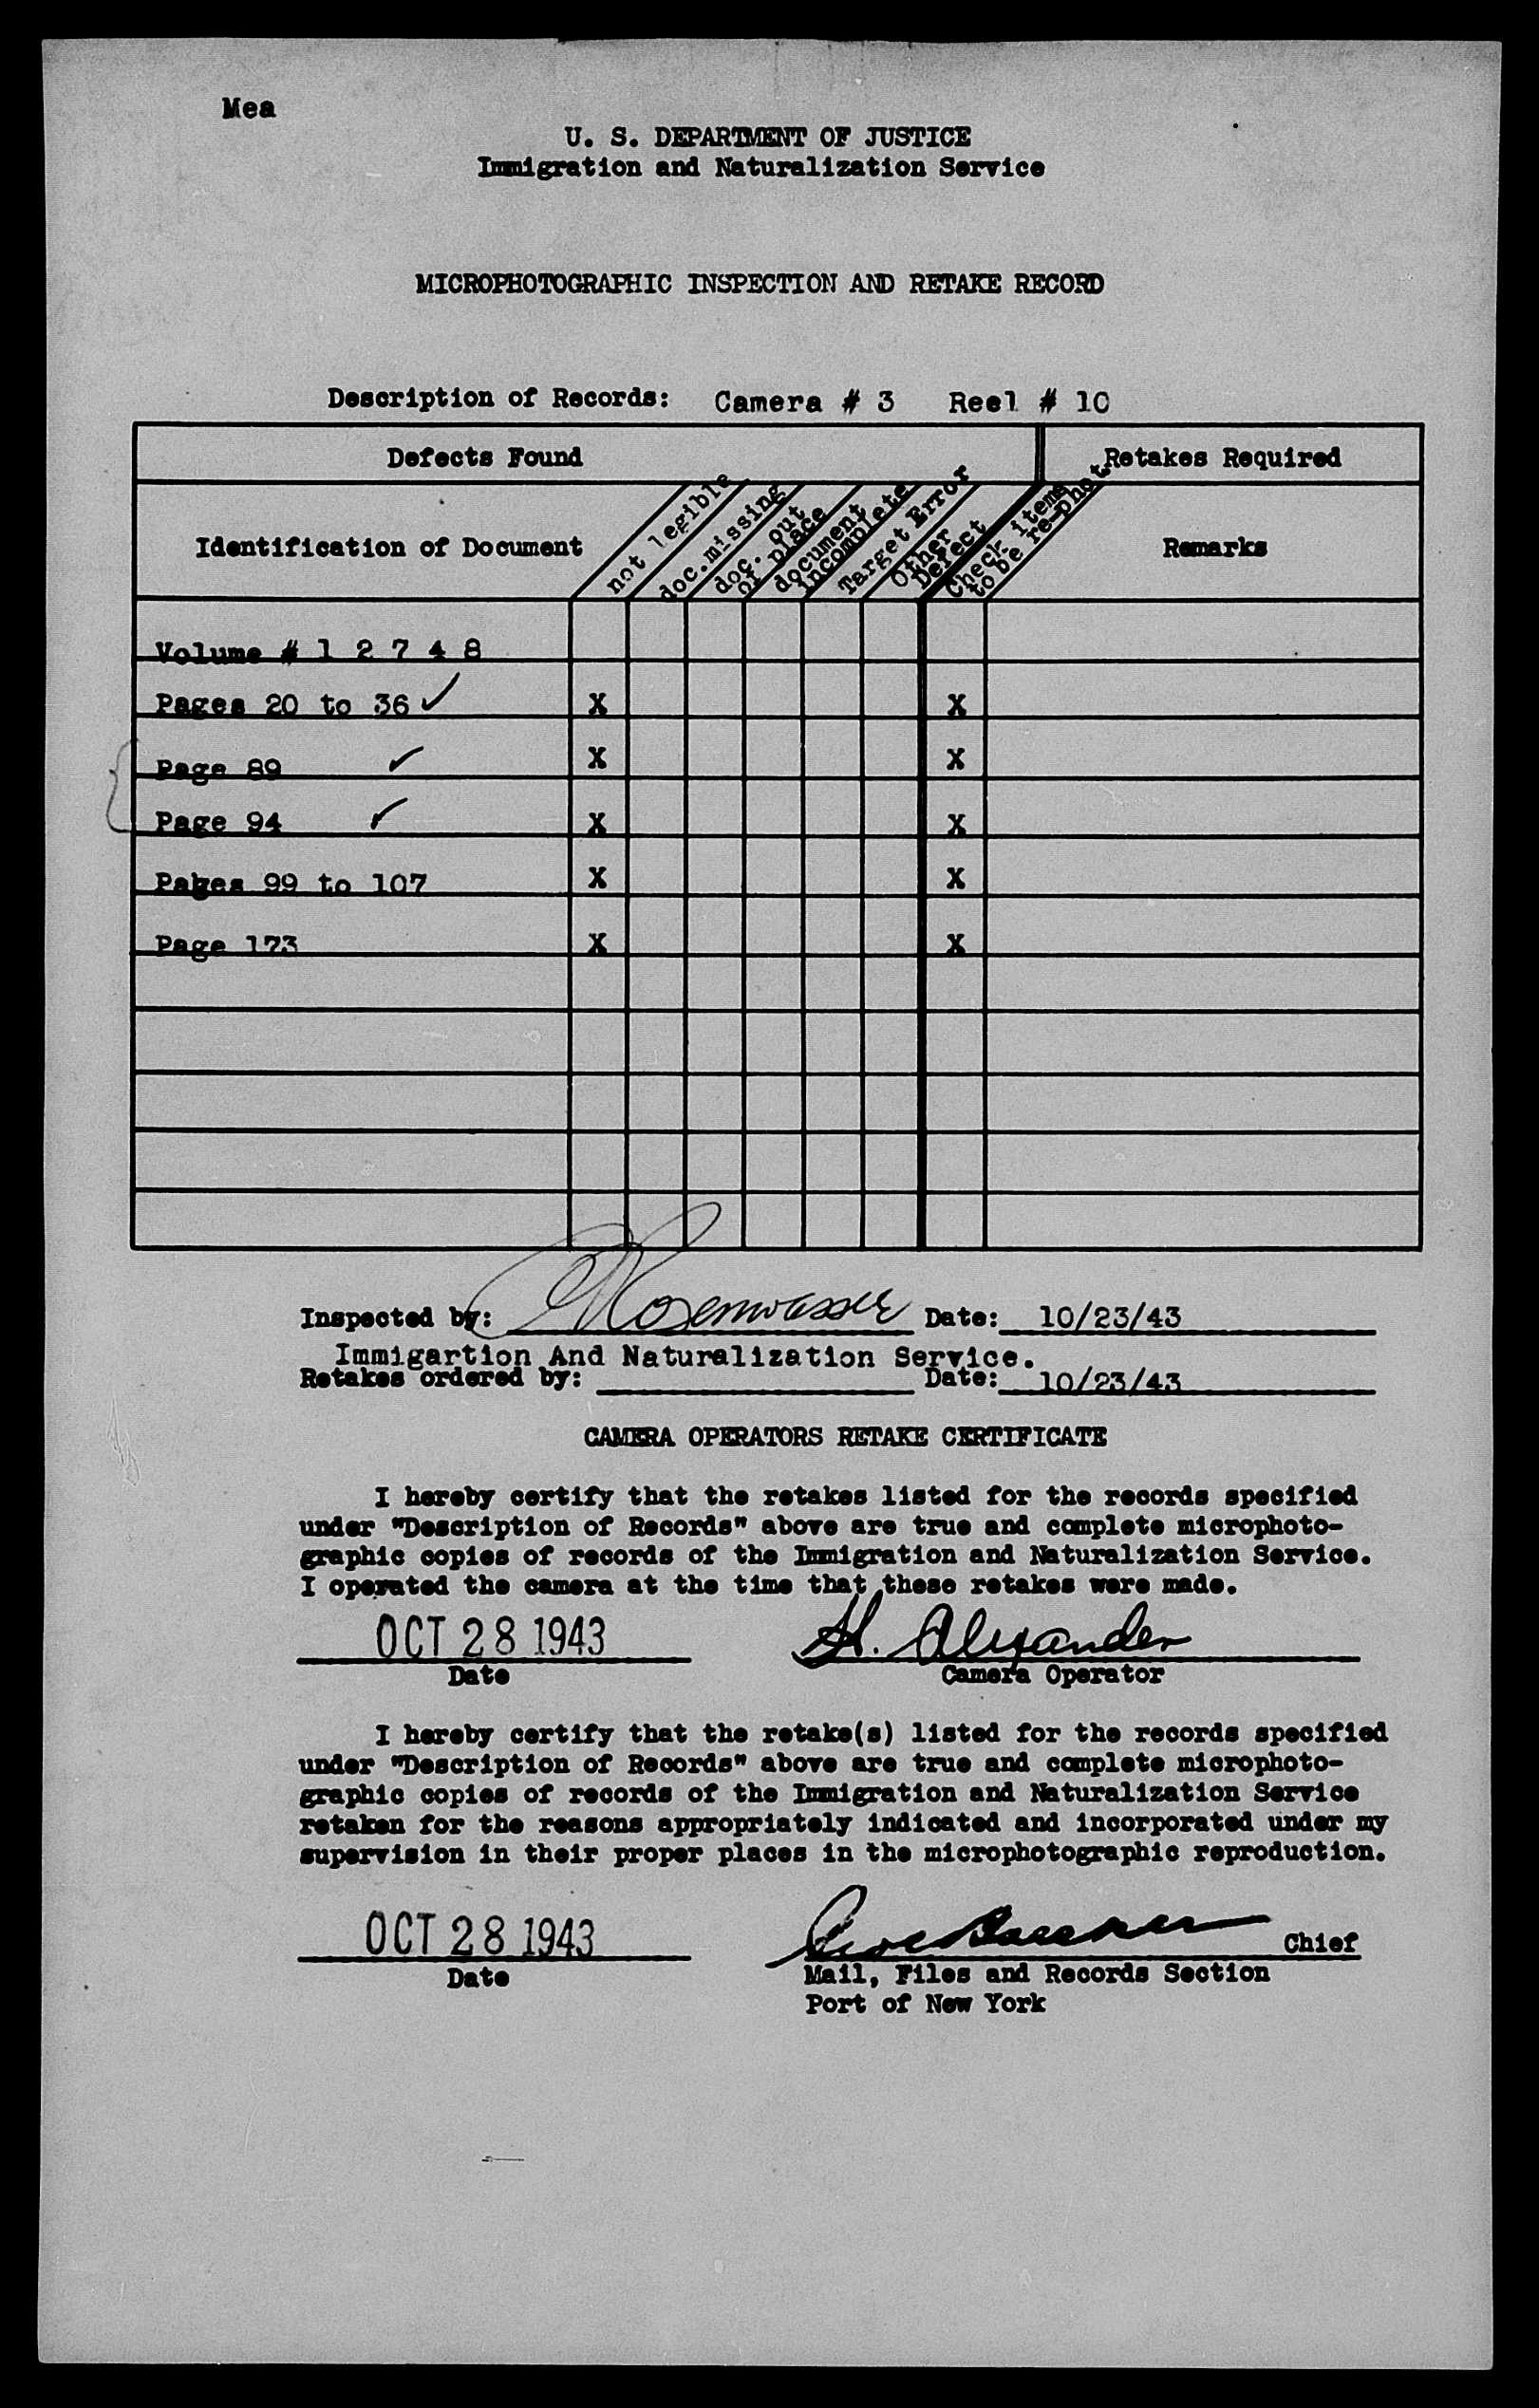 Mea
U. S. DEPARTMENT OF JUSTICE
Immigration and Naturalization Service
MICROPHOTOGRAPHIC INSPECTION AND RETAKE RECORD
Description of Records: Camera # 3 Reel # 10
Defects Found
Retakes Required
Identification of Document
not legible
doc.missing
doc. out
of place
document
incomplete
Target Error
Other
Defect
Check items
to be re-phot
Remarks
Volume # 1 2 7 4 8
Pages 20 to 36 ✓ X X
Page 89 ✓ X X
Page 94 ✓ X X
Pahes 99 to 107 X X
Page 173 X X
Inspected by: Rosenwasser Date: 10/23/43
Immigartion And Naturalization Service.
Retakes ordered by: Date: 10/23/43
CAMERA OPERATORS RETAKE CERTIFICATE
I hereby certify that the retakes listed for the records specified
under "Description of Records" above are true and complete microphoto-
graphic copies of records of the Immigration and Naturalization Service.
I operated the camera at the time that these retakes were made.
OCT 28 1943 H. Alexander
Date Camera Operator
I hereby certify that the retake(s) listed for the records specified
under "Description of Records" above are true and complete microphoto-
graphic copies of records of the Immigration and Naturalization Service
retaken for the reasons appropriately indicated and incorporated under my
supervision in their proper places in the microphotographic reproduction.
OCT 28 1943 Chief
Date Mail, Files and Records Section
Port of New York